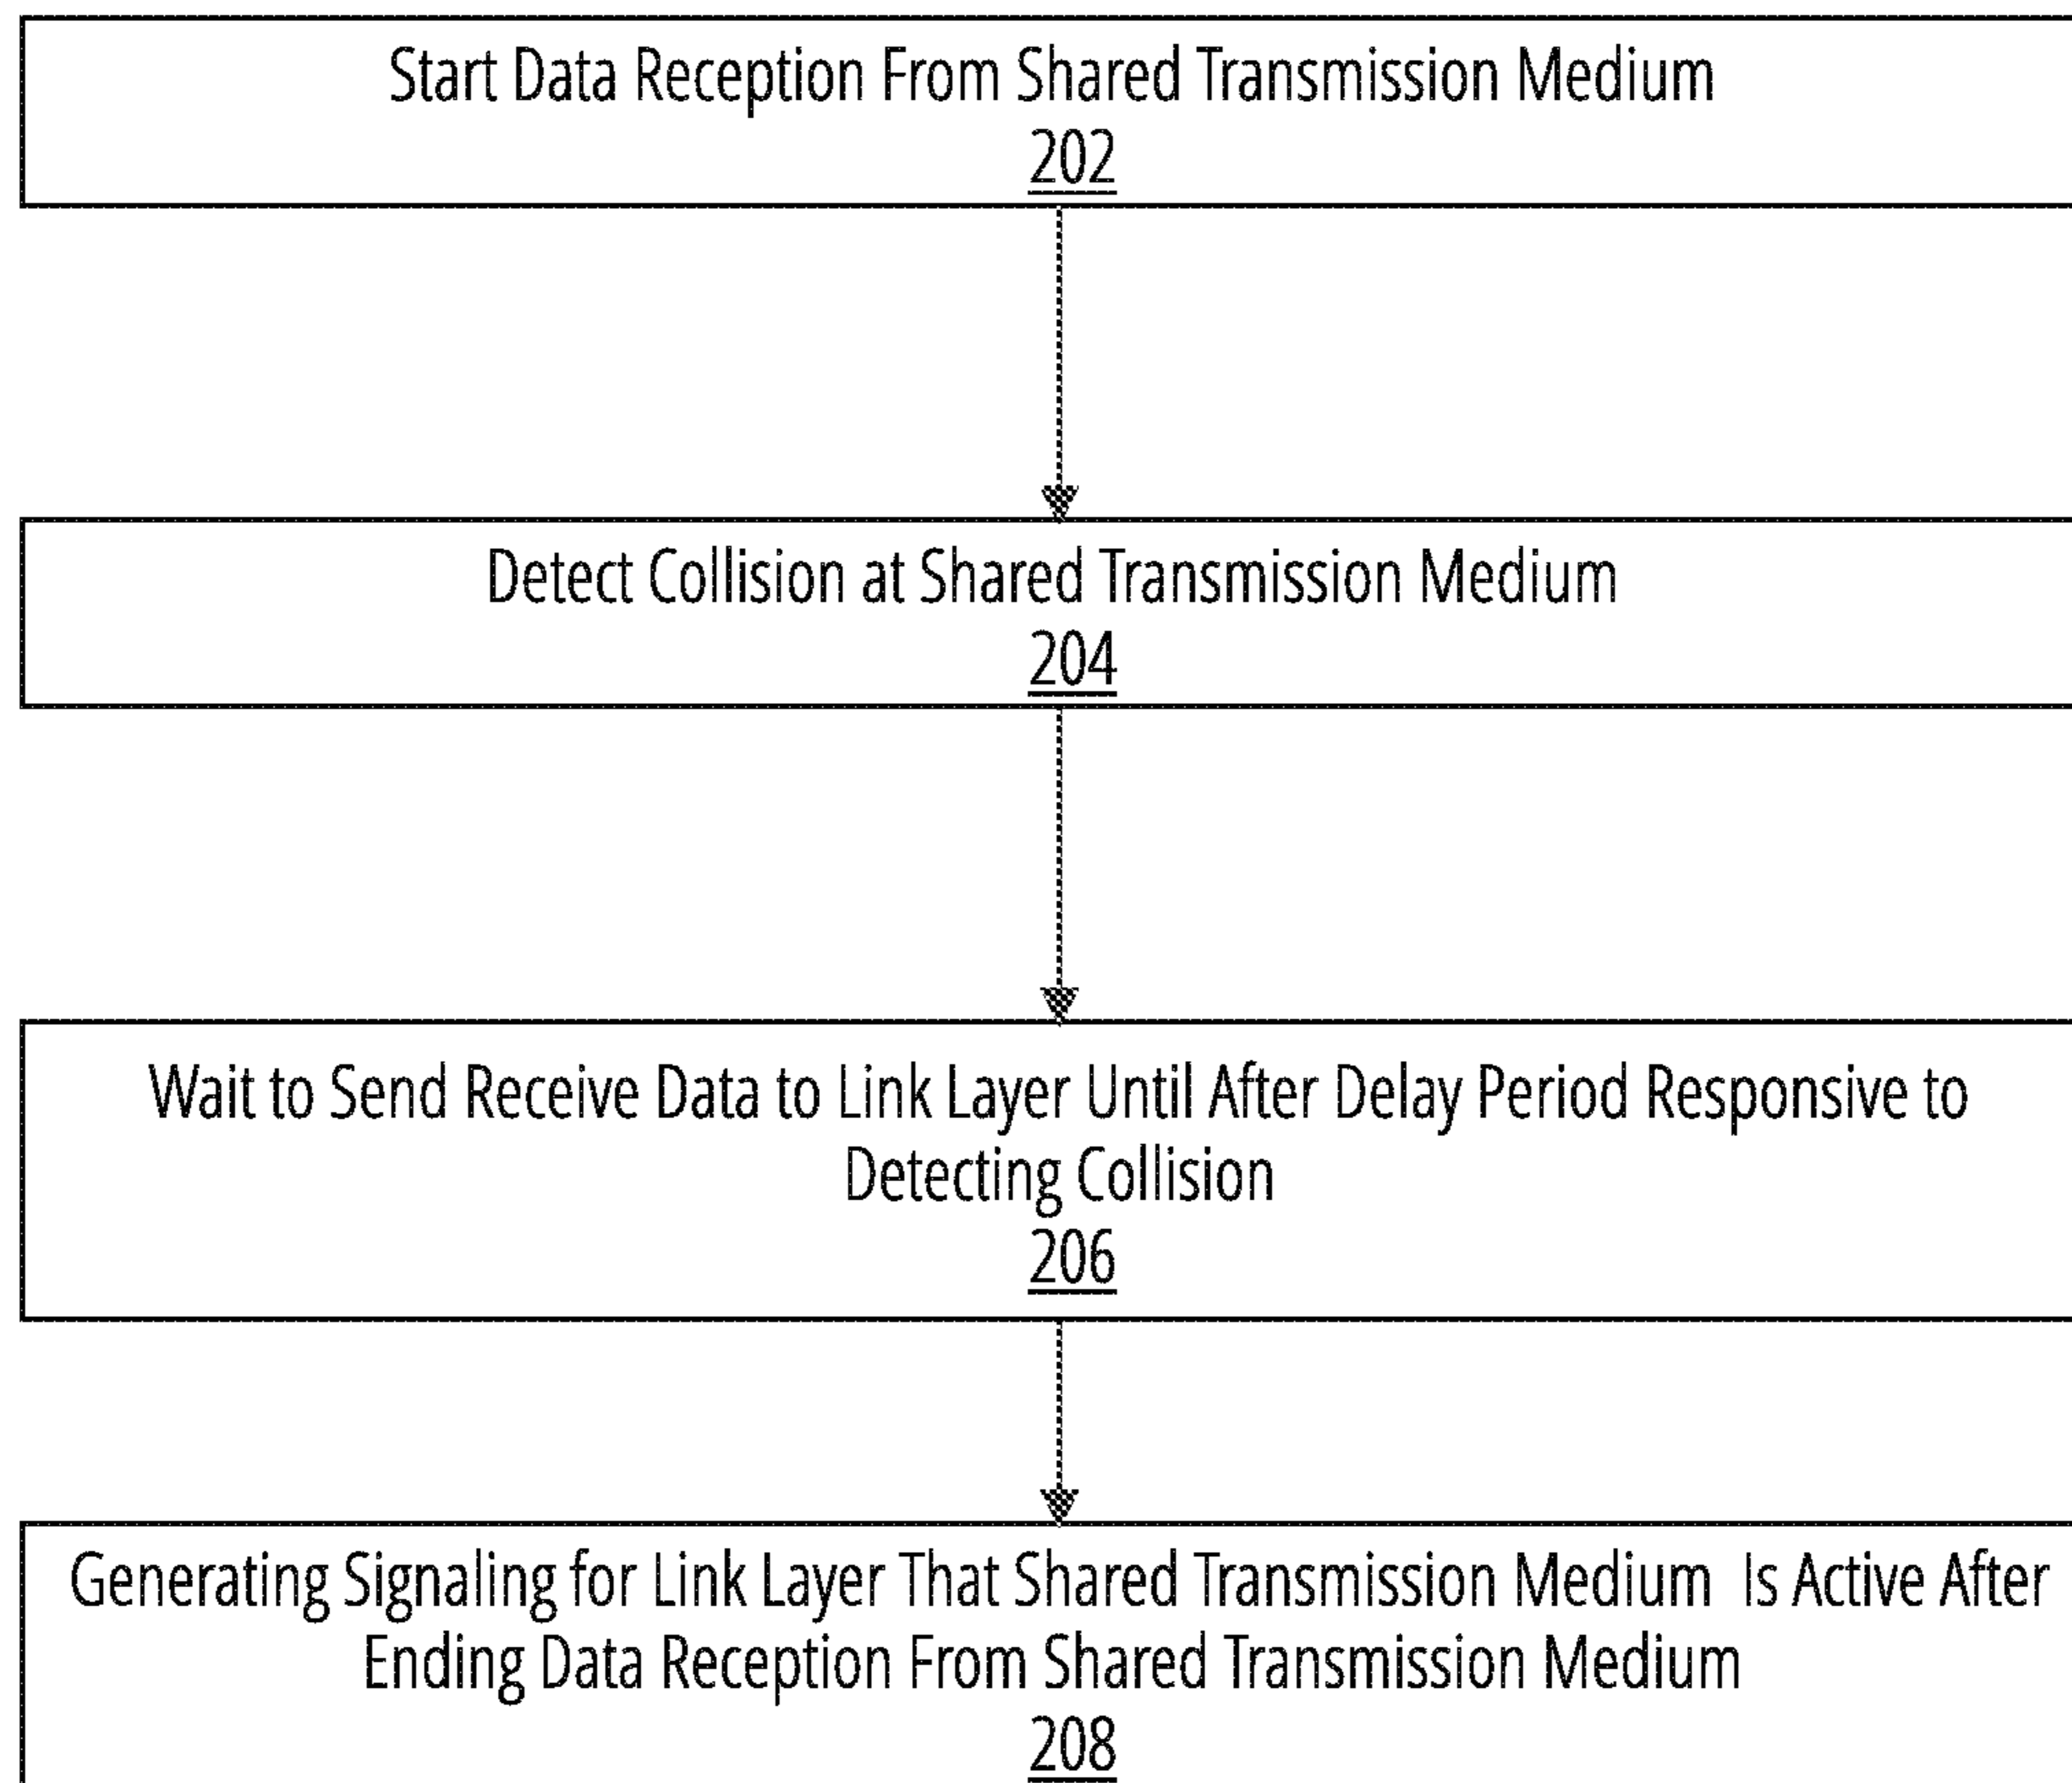 Start Data Reception From Shared Transmission Medium
202
Detect Collision at Shared Transmission Medium
204
Wait to Send Receive Data to Link Layer Until After Delay Period Responsive to
Detecting Collision
206
Generating Signaling for Link Layer That Shared Transmission Medium Is Active After
Ending Data Reception From Shared Transmission Medium
208